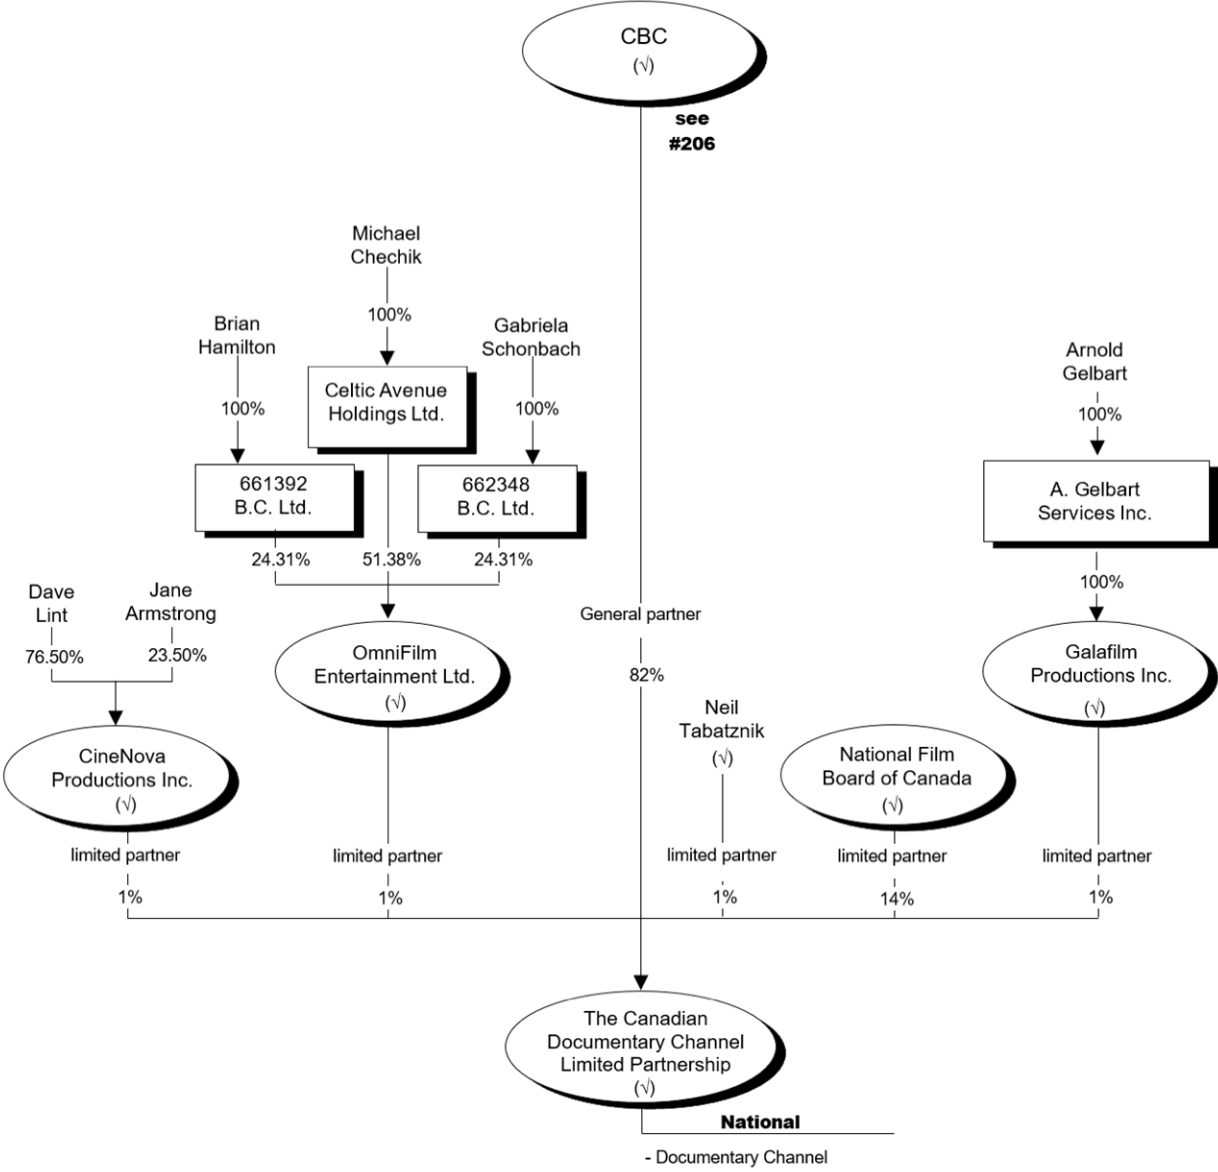 CBC
(√)
see
#206
Michael
Chechik
100%
Brian
Hamilton
100%
Gabriela
Schonbach
100%
Celtic Avenue
Holdings Ltd.
661392
B.C. Ltd.
662348
B.C. Ltd.
24.31%
51.38%
24.31%
Arnold
Gelbart
100%
A. Gelbart
Services Inc.
100%
Dave
Lint
76.50%
Jane
Armstrong
23.50%
OmniFilm
Entertainment Ltd.
(√)
General partner
82%
Galafilm
Productions Inc.
(√)
CineNova
Productions Inc.
(√)
Neil
Tabatznik
(√)
National Film
Board of Canada
(√)
limited partner
limited partner
limited partner
limited partner
limited partner
1%
1%
1%
14%
1%
The Canadian
Documentary Channel
Limited Partnership
(√)
National
- Documentary Channel